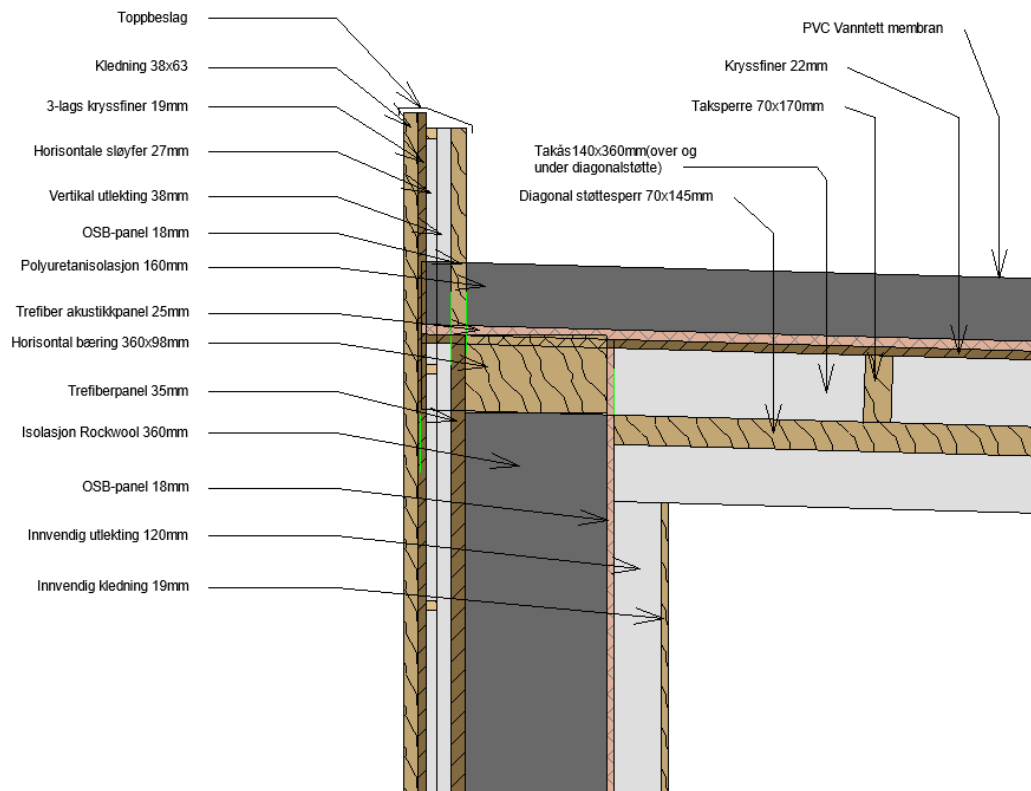 Toppbeslag
Kledning 38x63
3-lags kryssfiner 19mm
Horisontale sløyfer 27mm
Vertikal utlekting 38mm
OSB-panel 18mm
Polyuretanisolasjon 160mm
Trefiber akustikkpanel 25mm
Horisontal bæring 360x98mm
Trefiberpanel 35mm
Isolasjon Rockwool 360mm
OSB-panel 18mm
Innvendig utlekting 120mm
Innvendig kledning 19mm
PVC Vanntett membran
Kryssfiner 22mm
Taksperre 70x170mm
Takås140x360mm(over og
under diagonalstøtte)
Diagonal støttesperr 70x145mm